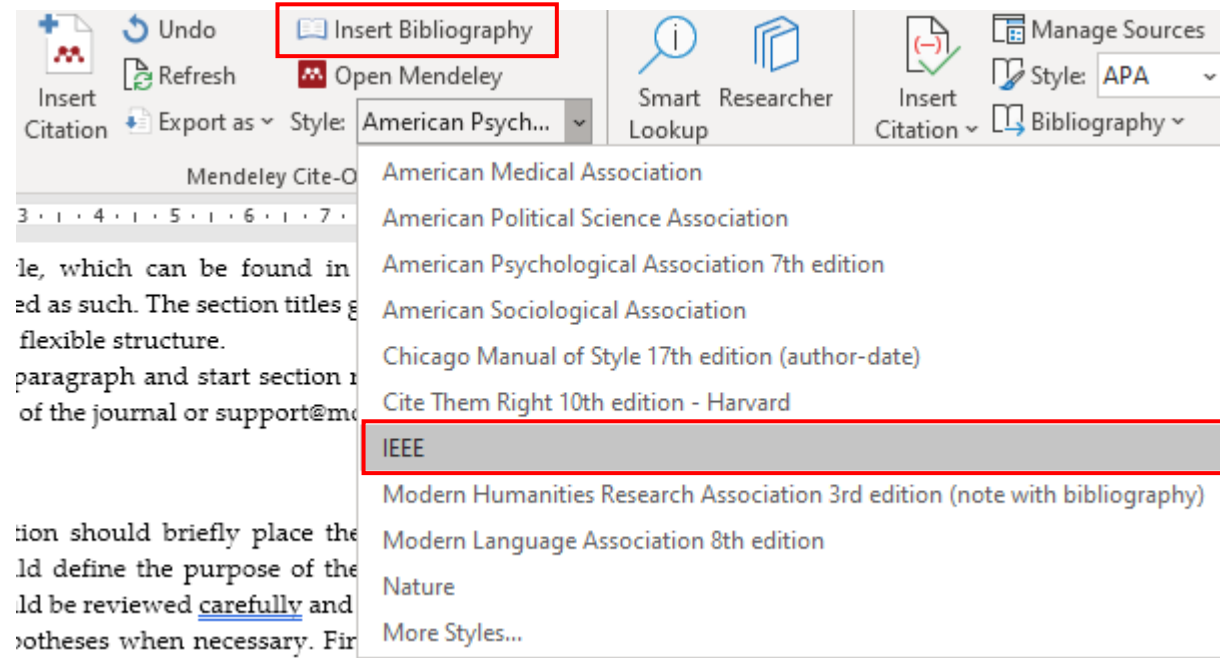 Undo
Insert Bibliography
Manage Sources
Refresh
Open Mendeley
Style: APA
Insert
Citation
Export as
Style:
American Psych...
Smart
Lookup
Researcher
Insert
Citation
Bibliography
Mendeley Cite-O
3 · ı · 4 · ı · 5 · ı · 6 · ı · 7 ·
American Medical Association
American Political Science Association
American Psychological Association 7th edition
American Sociological Association
Chicago Manual of Style 17th edition (author-date)
Cite Them Right 10th edition - Harvard
IEEE
Modern Humanities Research Association 3rd edition (note with bibliography)
Modern Language Association 8th edition
Nature
More Styles...
le, which can be found in
ed as such. The section titles g
flexible structure.
paragraph and start section
of the journal or support@m
tion should briefly place the
ld define the purpose of the
ld be reviewed carefully and
potheses when necessary. Fir